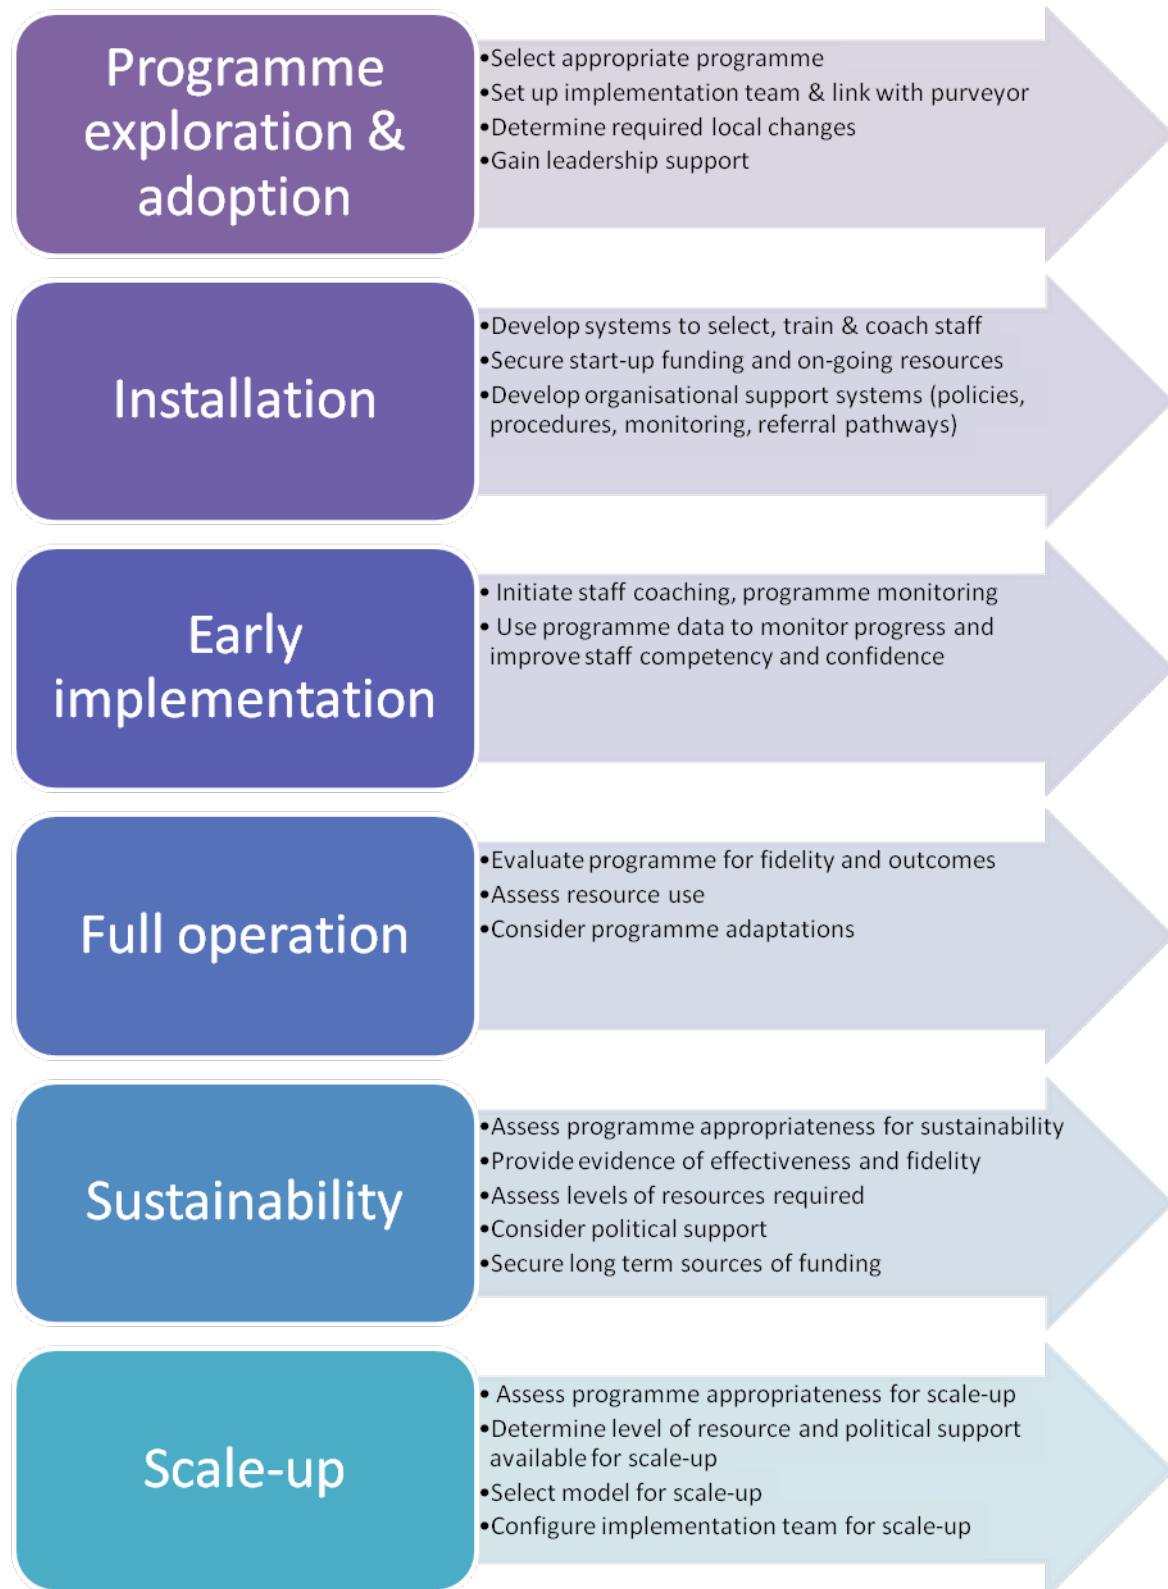 Programme
exploration &
adoption
•Select appropriate programme
•Set up implementation team & link with purveyor
•Determine required local changes
•Gain leadership support
Installation
•Develop systems to select, train & coach staff
•Secure start-up funding and on-going resources
•Develop organisational support systems (policies,
procedures, monitoring, referral pathways)
Early
implementation
• Initiate staff coaching, programme monitoring
• Use programme data to monitor progress and
improve staff competency and confidence
Full operation
•Evaluate programme for fidelity and outcomes
•Assess resource use
•Consider programme adaptations
Sustainability
•Assess programme appropriateness for sustainability
•Provide evidence of effectiveness and fidelity
•Assess levels of resources required
•Consider political support
•Secure long term sources of funding
Scale-up
• Assess programme appropriateness for scale-up
•Determine level of resource and political support
available for scale-up
•Select model for scale-up
•Configure implementation team for scale-up